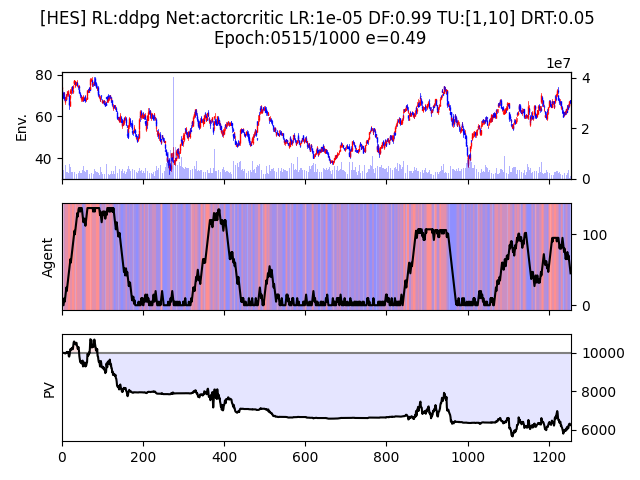 [HES] RL:ddpg Net:actorcritic LR:1e-05 DF:0.99 TU:[1,10] DRT:0.05
Epoch:0515/1000 e=0.49
1e7
80
60
40
Env.
4
2
0
Agent
100
0
PV
10000
8000
6000
0 200 400 600 800 1000 1200